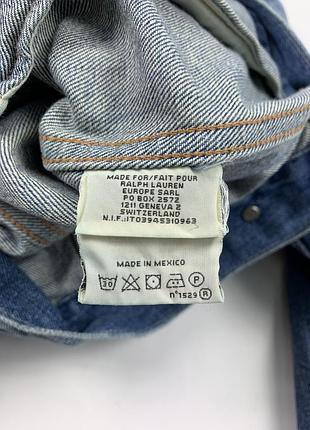 MADE FOR/FAIT POUR
RALPH LAUREN
EUROPE SARL
PO BOX 2572
1211 GENEVA 2
SWITZERLAND
N.I.F.:IT03945310963
MADE IN MEXICO
30 P
n°1529 R